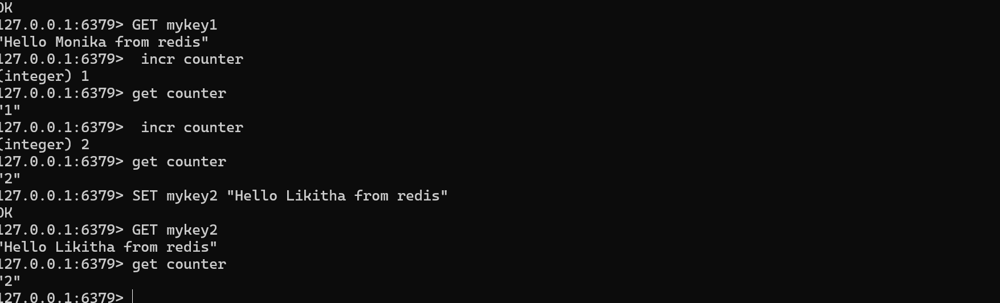 OK
127.0.0.1:6379> GET mykey1
"Hello Monika from redis"
127.0.0.1:6379>  incr counter
(integer) 1
127.0.0.1:6379> get counter
"1"
127.0.0.1:6379>  incr counter
(integer) 2
127.0.0.1:6379> get counter
"2"
127.0.0.1:6379> SET mykey2 "Hello Likitha from redis"
OK
127.0.0.1:6379> GET mykey2
"Hello Likitha from redis"
127.0.0.1:6379> get counter
"2"
127.0.0.1:6379>